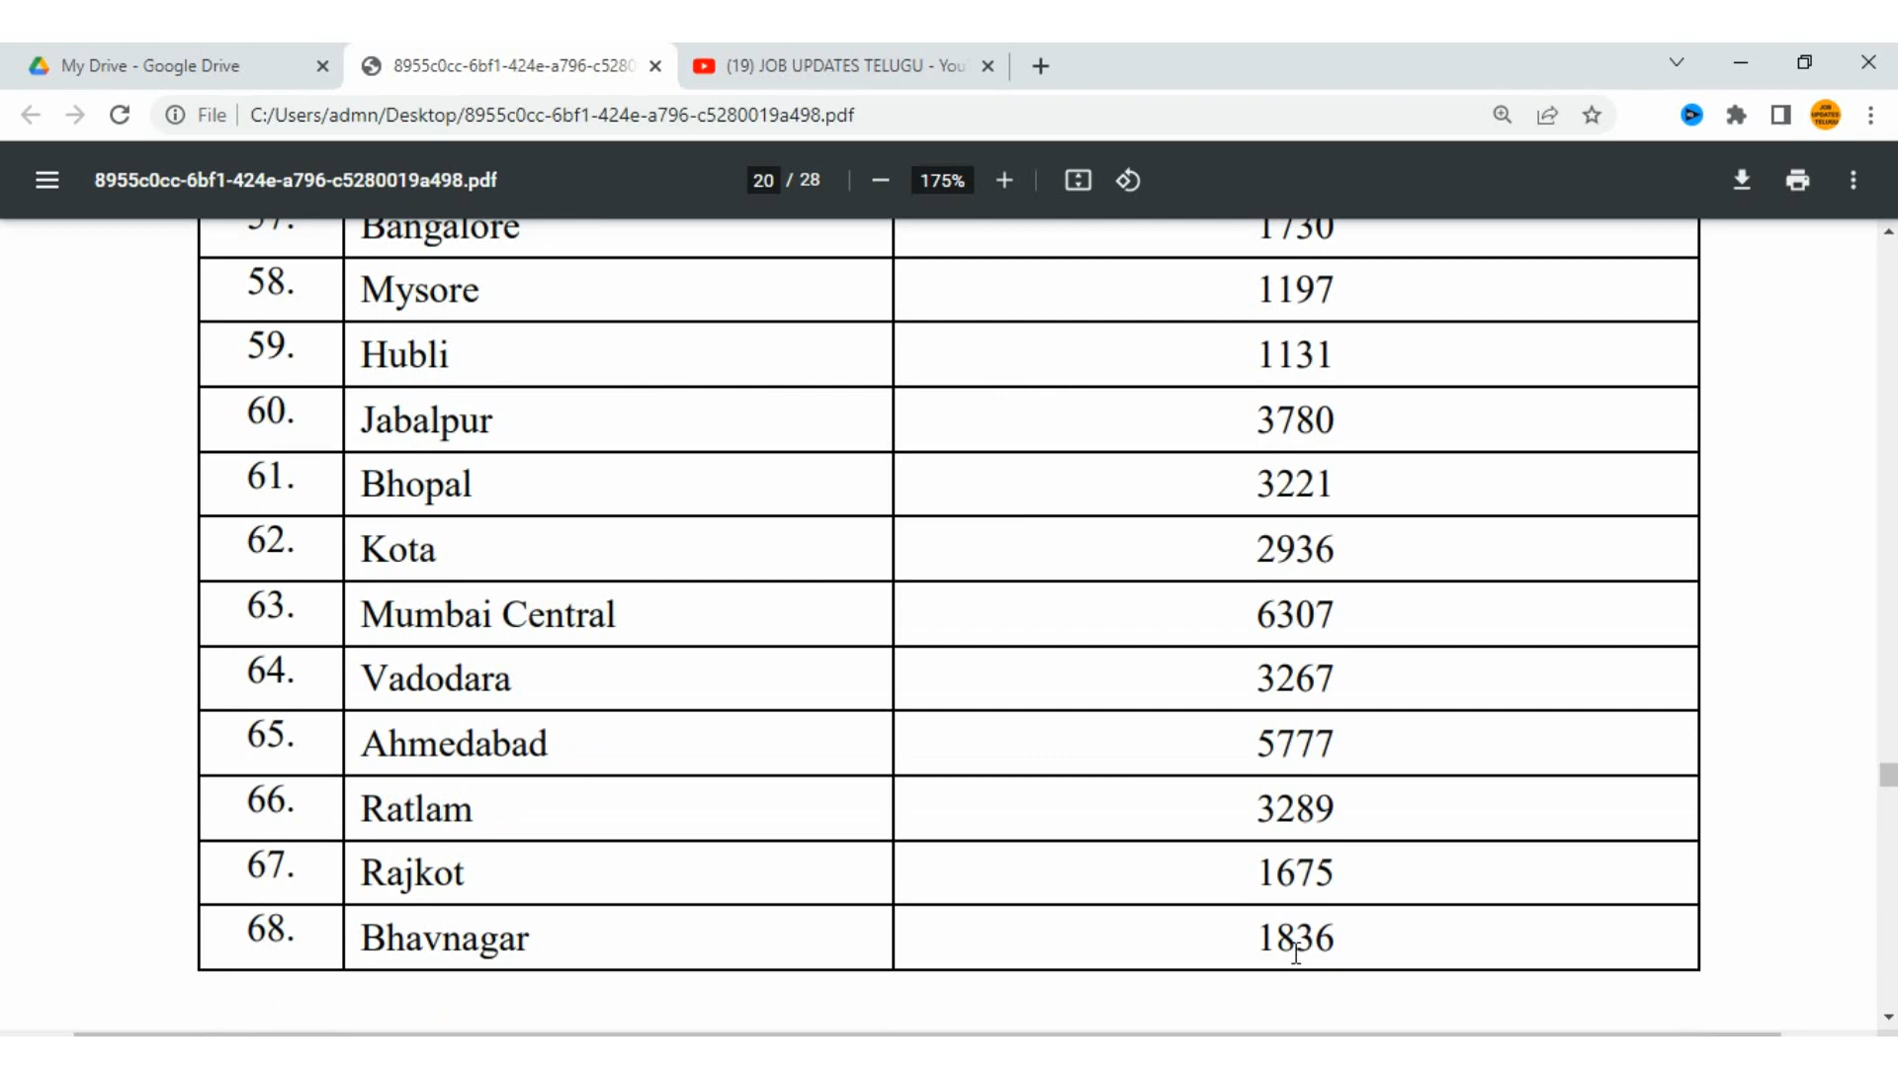 My Drive - Google Drive
8955c0cc-6bf1-424e-a796-c5280
(19) JOB UPDATES TELUGU - You
File C:/Users/admn/Desktop/8955c0cc-6bf1-424e-a796-c5280019a498.pdf
JOB UPDATES TELUGU
8955c0cc-6bf1-424e-a796-c5280019a498.pdf 20 / 28 175%
57. Bangalore 1730
58. Mysore 1197
59. Hubli 1131
60. Jabalpur 3780
61. Bhopal 3221
62. Kota 2936
63. Mumbai Central 6307
64. Vadodara 3267
65. Ahmedabad 5777
66. Ratlam 3289
67. Rajkot 1675
68. Bhavnagar 1836